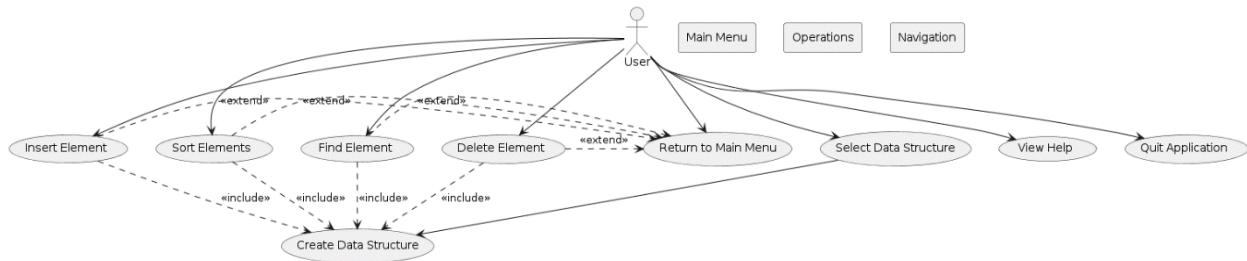 Main Menu
Operations
Navigation
User
«extend»
«extend»
«extend»
«extend»
Insert Element
Sort Elements
Find Element
Delete Element
Return to Main Menu
Select Data Structure
View Help
Quit Application
«include»
«include»
«include»
«include»
Create Data Structure